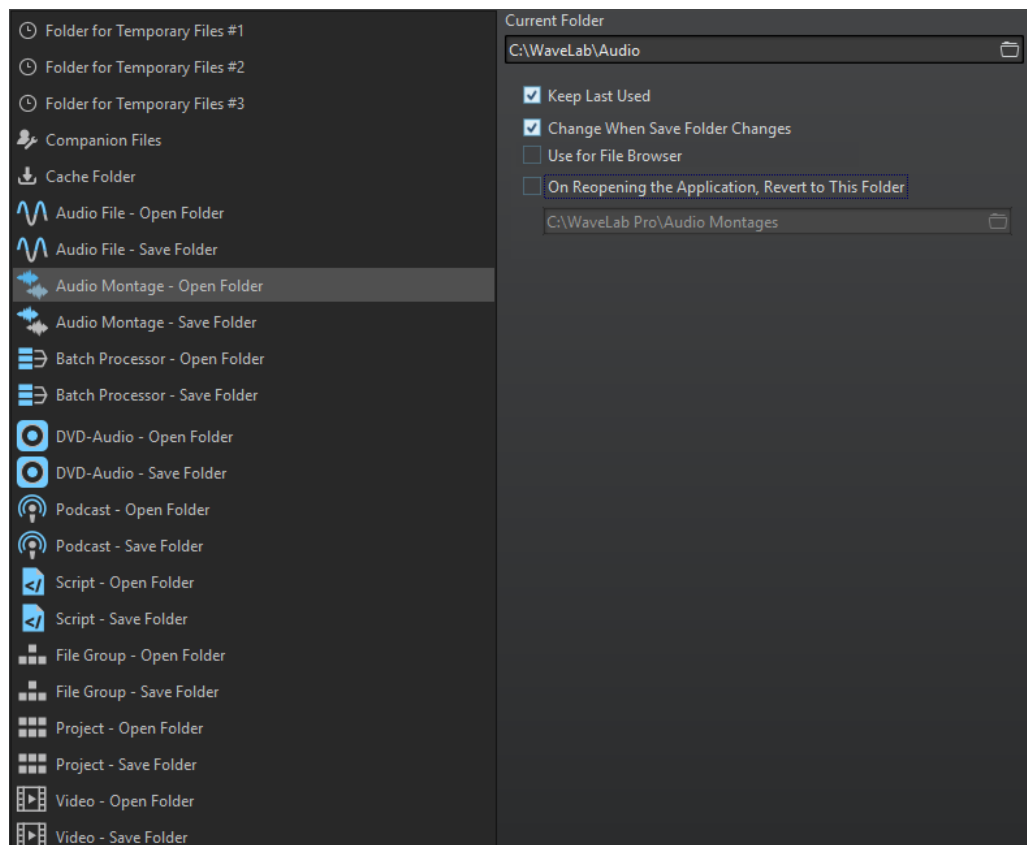 Folder for Temporary Files #1
Folder for Temporary Files #2
Folder for Temporary Files #3
Companion Files
Cache Folder
Audio File - Open Folder
Audio File - Save Folder
Audio Montage - Open Folder
Audio Montage - Save Folder
Batch Processor - Open Folder
Batch Processor - Save Folder
DVD-Audio - Open Folder
DVD-Audio - Save Folder
Podcast - Open Folder
Podcast - Save Folder
Script - Open Folder
Script - Save Folder
File Group - Open Folder
File Group - Save Folder
Project - Open Folder
Project - Save Folder
Video - Open Folder
Video - Save Folder
Current Folder
C:\WaveLab\Audio
Keep Last Used
Change When Save Folder Changes
Use for File Browser
On Reopening the Application, Revert to This Folder
C:\WaveLab Pro\Audio Montages